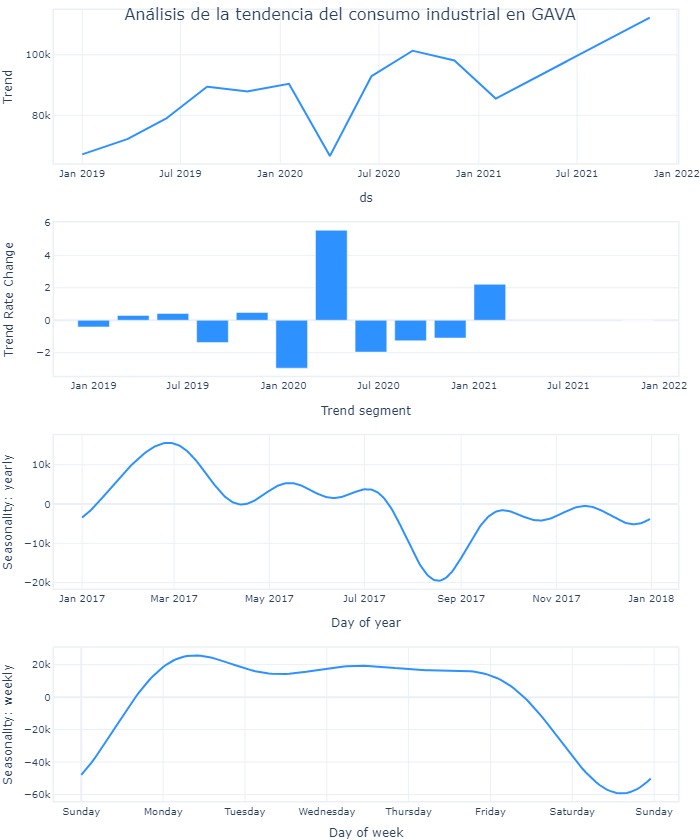 Análisis de la tendencia del consumo industrial en GAVA
100k
80k
Trend
Jan 2019 Jul 2019 Jan 2020 Jul 2020 Jan 2021 Jul 2021 Jan 2022
ds
6
4
2
0
−2
Trend Rate Change
Jan 2019 Jul 2019 Jan 2020 Jul 2020 Jan 2021 Jul 2021 Jan 2022
Trend segment
10k
0
−10k
−20k
Seasonality: yearly
Jan 2017 Mar 2017 May 2017 Jul 2017 Sep 2017 Nov 2017 Jan 2018
Day of year
20k
0
−20k
−40k
−60k
Seasonality: weekly
Sunday Monday Tuesday Wednesday Thursday Friday Saturday Sunday
Day of week